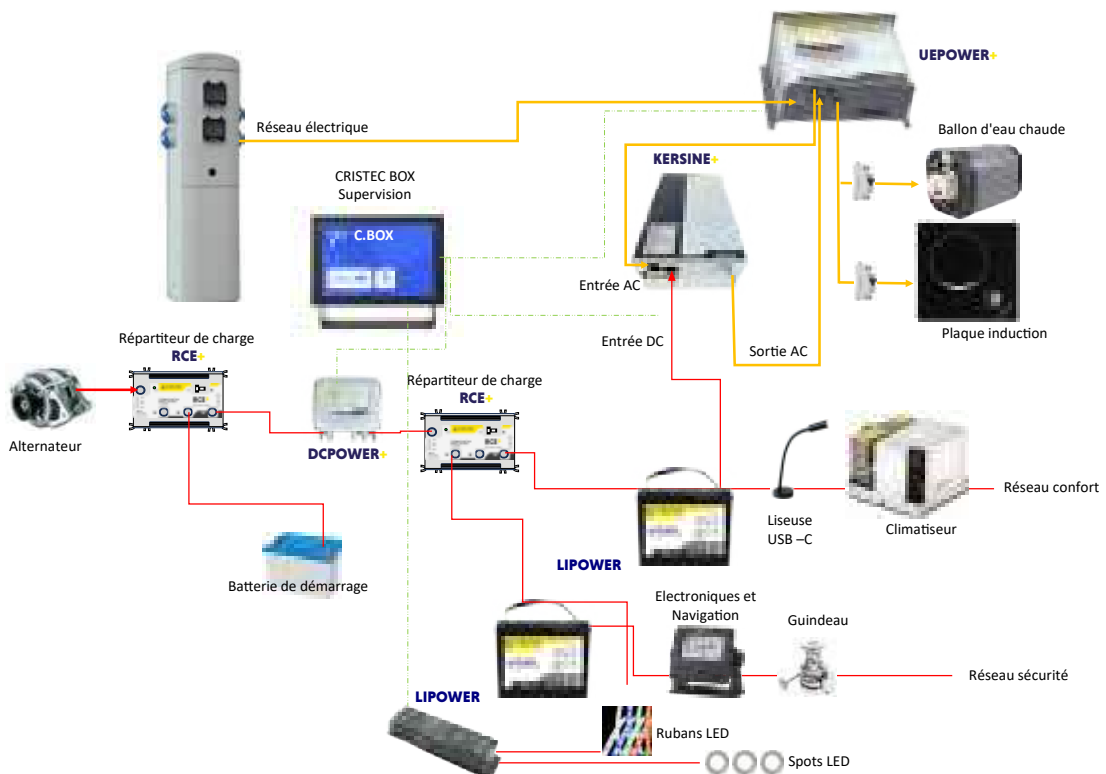 UEPOWER+
Réseau électrique
Ballon d'eau chaude
KERSINE+
CRISTEC BOX
Supervision
C.BOX
Entrée AC
Plaque induction
Répartiteur de charge
RCE+
Entrée DC
Sortie AC
Répartiteur de charge
RCE+
Alternateur
DCPOWER+
Réseau confort
Liseuse
USB –C
Climatiseur
LIPOWER
Batterie de démarrage
Electroniques et
Navigation
Guindeau
Réseau sécurité
LIPOWER
Rubans LED
Spots LED